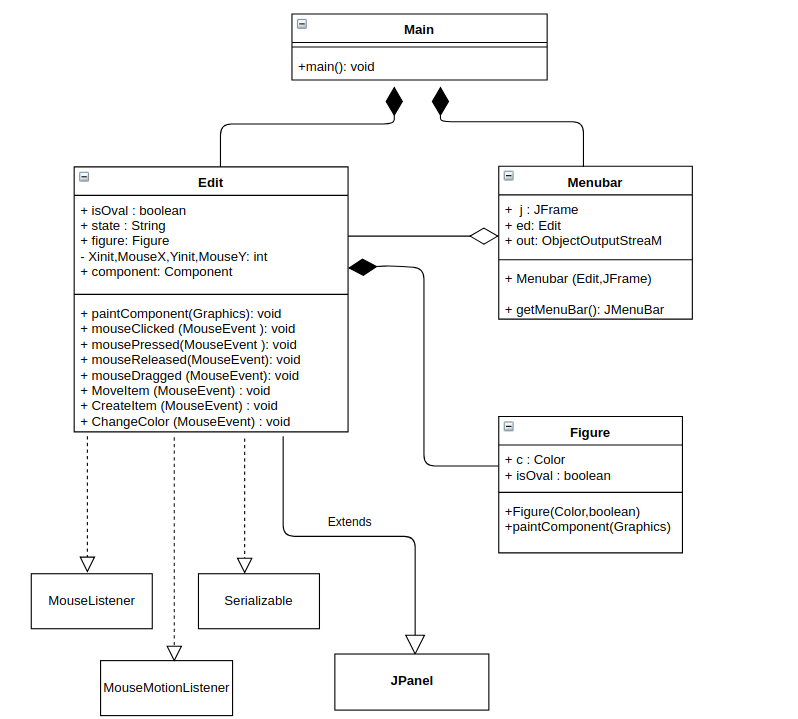 Main
+main(): void
Edit
+ isOval : boolean
+ state : String
+ figure: Figure
- Xinit,MouseX,Yinit,MouseY: int
+ component: Component
+ paintComponent(Graphics): void
+ mouseClicked (MouseEvent ): void
+ mousePressed(MouseEvent ): void
+ mouseReleased(MouseEvent): void
+ mouseDragged (MouseEvent): void
+ MoveItem (MouseEvent) : void
+ CreateItem (MouseEvent) : void
+ ChangeColor (MouseEvent) : void
Menubar
+ j : JFrame
+ ed: Edit
+ out: ObjectOutputStreaM
+ Menubar (Edit,JFrame)
+ getMenuBar(): JMenuBar
Figure
+ c : Color
+ isOval : boolean
+Figure(Color,boolean)
+paintComponent(Graphics)
Extends
MouseListener
Serializable
MouseMotionListener
JPanel